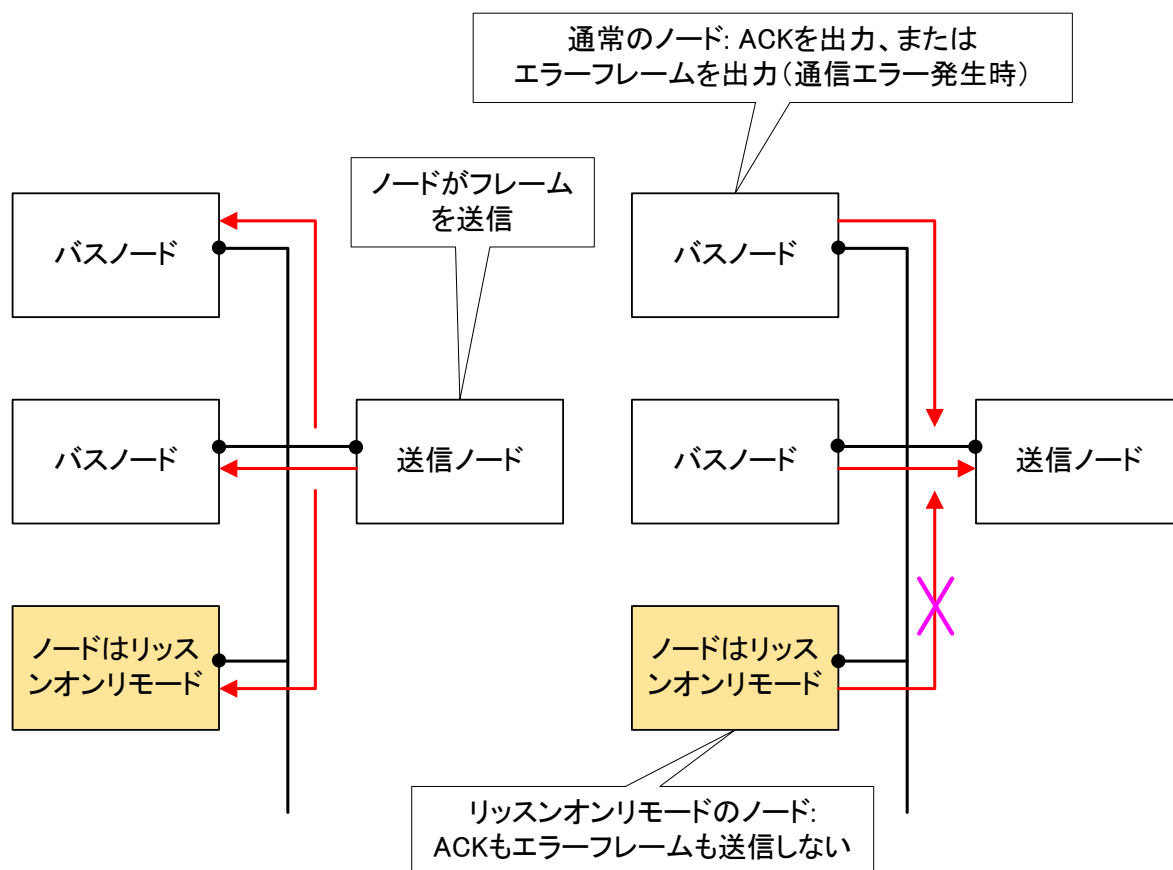 通常のノード: ACKを出力、または
エラーフレームを出力（通信エラー発生時）
ノードがフレーム
を送信
バスノード
バスノード
バスノード
送信ノード
バスノード
送信ノード
ノードはリッス
ンオンリモード
ノードはリッス
ンオンリモード
リッスンオンリモードのノード:
ACKもエラーフレームも送信しない